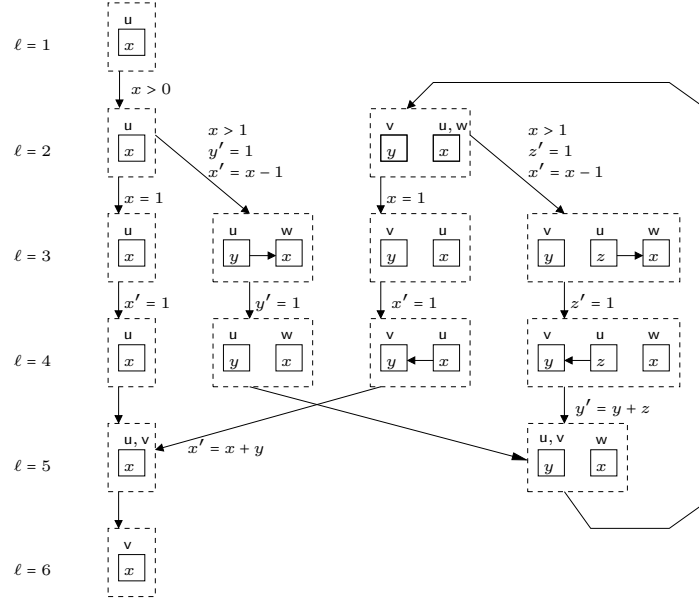 u
ℓ = 1 x
x > 0
u v u, w
ℓ = 2 x y x
x > 1
y′ = 1
x′ = x − 1
x > 1
z′ = 1
x′ = x − 1
x = 1 x = 1
u u w v u v u w
ℓ = 3 x y x y x y z x
x′ = 1 y′ = 1 x′ = 1 z′ = 1
u u w v u v u w
ℓ = 4 x y x y x y z x
y′ = y + z
u, v u, v w
ℓ = 5 x y x
x′ = x + y
v
ℓ = 6 x